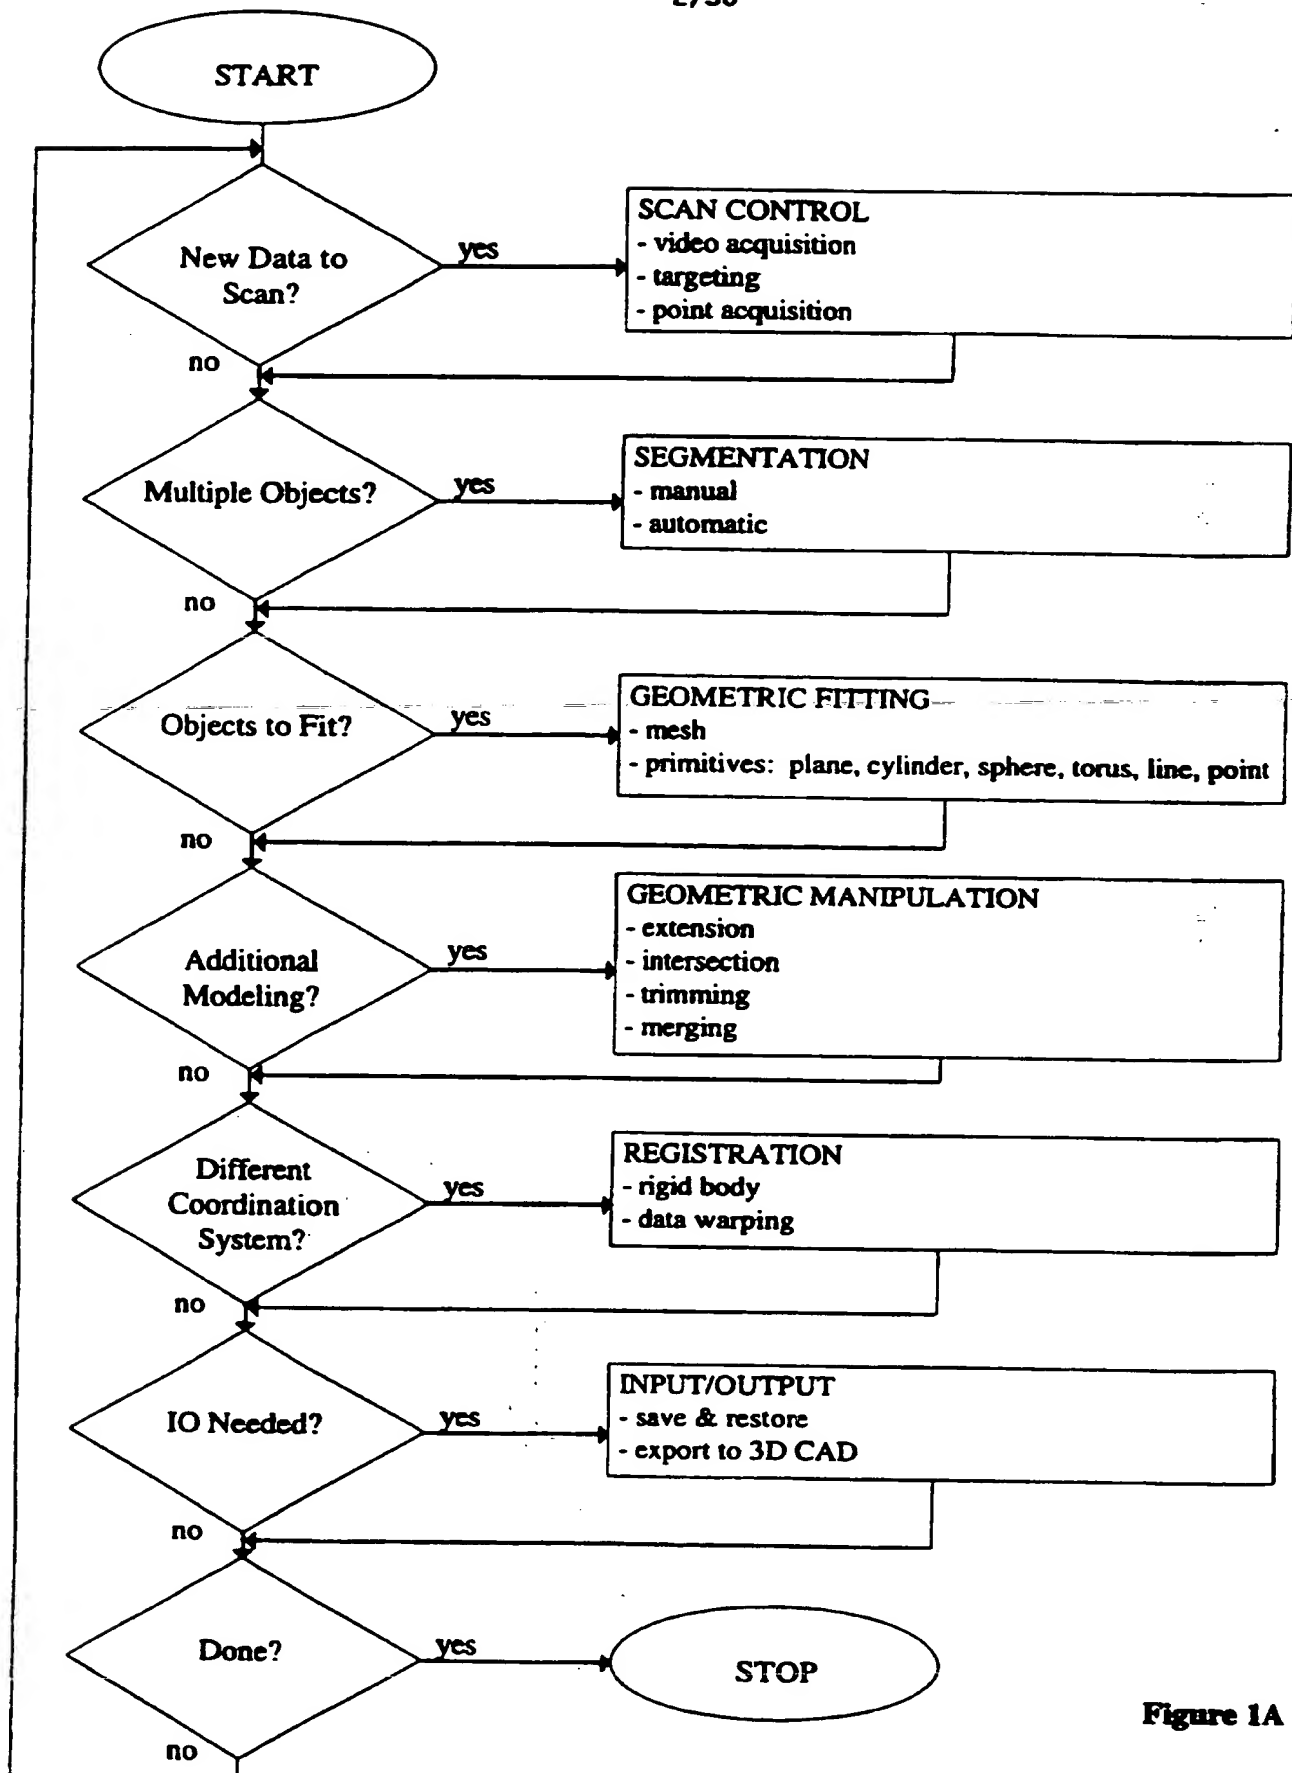 START
New Data to
Scan?
yes
no
SCAN CONTROL
- video acquisition
- targeting
- point acquisition
Multiple Objects?
yes
no
SEGMENTATION
- manual
- automatic
Objects to Fit?
yes
no
GEOMETRIC FITTING
- mesh
- primitives: plane, cylinder, sphere, torus, line, point
Additional
Modeling?
yes
no
GEOMETRIC MANIPULATION
- extension
- intersection
- trimming
- merging
Different
Coordination
System?
yes
no
REGISTRATION
- rigid body
- data warping
IO Needed?
yes
no
INPUT/OUTPUT
- save & restore
- export to 3D CAD
Done?
yes
no
STOP
Figure 1A